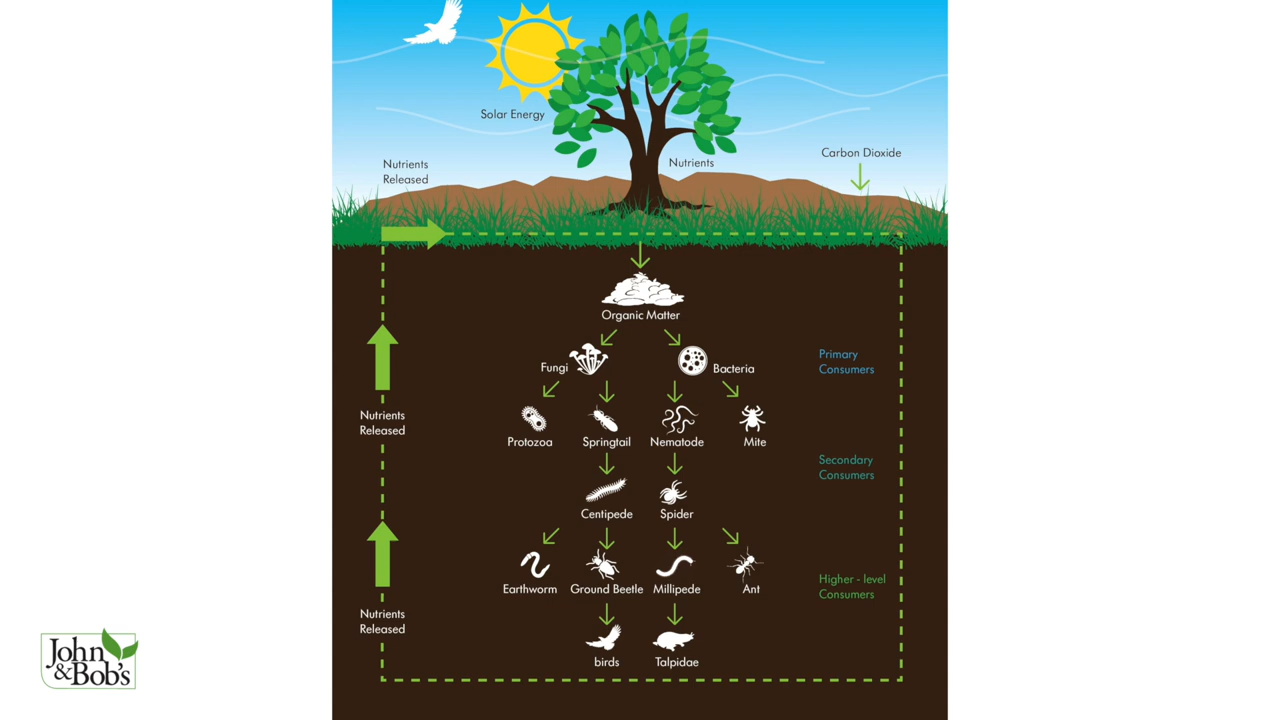 Solar Energy
Carbon Dioxide
Nutrients
Released
Nutrients
Organic Matter
Fungi
Bacteria
Primary
Consumers
Protozoa
Springtail
Nematode
Mite
Nutrients
Released
Secondary
Consumers
Centipede
Spider
Earthworm
Ground Beetle
Millipede
Ant
Higher - level
Consumers
Nutrients
Released
birds
Talpidae
John
&Bob's